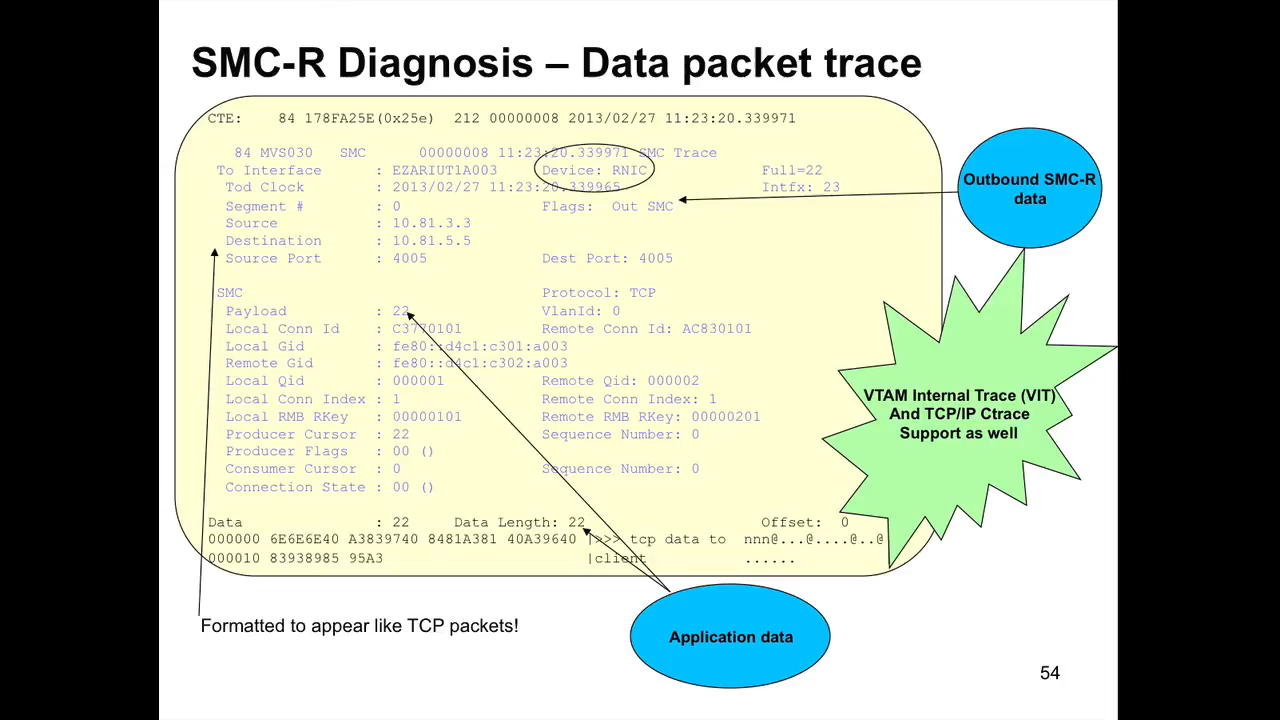 SMC-R Diagnosis – Data packet trace
CTE: 84 178FA25E(0x25e) 212 00000008 2013/02/27 11:23:20.339971
84 MVS030 SMC 00000008 11:23:20.339971 SMC Trace
To Interface : EZARIUT1A003 Device: RNIC Full=22
Tod Clock : 2013/02/27 11:23:20.339965 Intfx: 23
Segment # : 0 Flags: Out SMC
Source : 10.81.3.3
Destination : 10.81.5.5
Source Port : 4005 Dest Port: 4005
SMC Protocol: TCP
Payload : 22 VlanId: 0
Local Conn Id : C3770101 Remote Conn Id: AC830101
Local Gid : fe80::d4c1:c301:a003
Remote Gid : fe80::d4c1:c302:a003
Local Qid : 000001 Remote Qid: 000002
Local Conn Index : 1 Remote Conn Index: 1
Local RMB RKey : 00000101 Remote RMB RKey: 00000201
Producer Cursor : 22 Sequence Number: 0
Producer Flags : 00 ()
Consumer Cursor : 0 Sequence Number: 0
Connection State : 00 ()
Data : 22 Data Length: 22 Offset: 0
000000 6E6E6E40 A3839740 8481A381 40A39640 |>>> tcp data to nnn@...@....@..@
000010 83938985 95A3 |client ......
Outbound SMC-R
data
VTAM Internal Trace (VIT)
And TCP/IP Ctrace
Support as well
Formatted to appear like TCP packets!
Application data
54